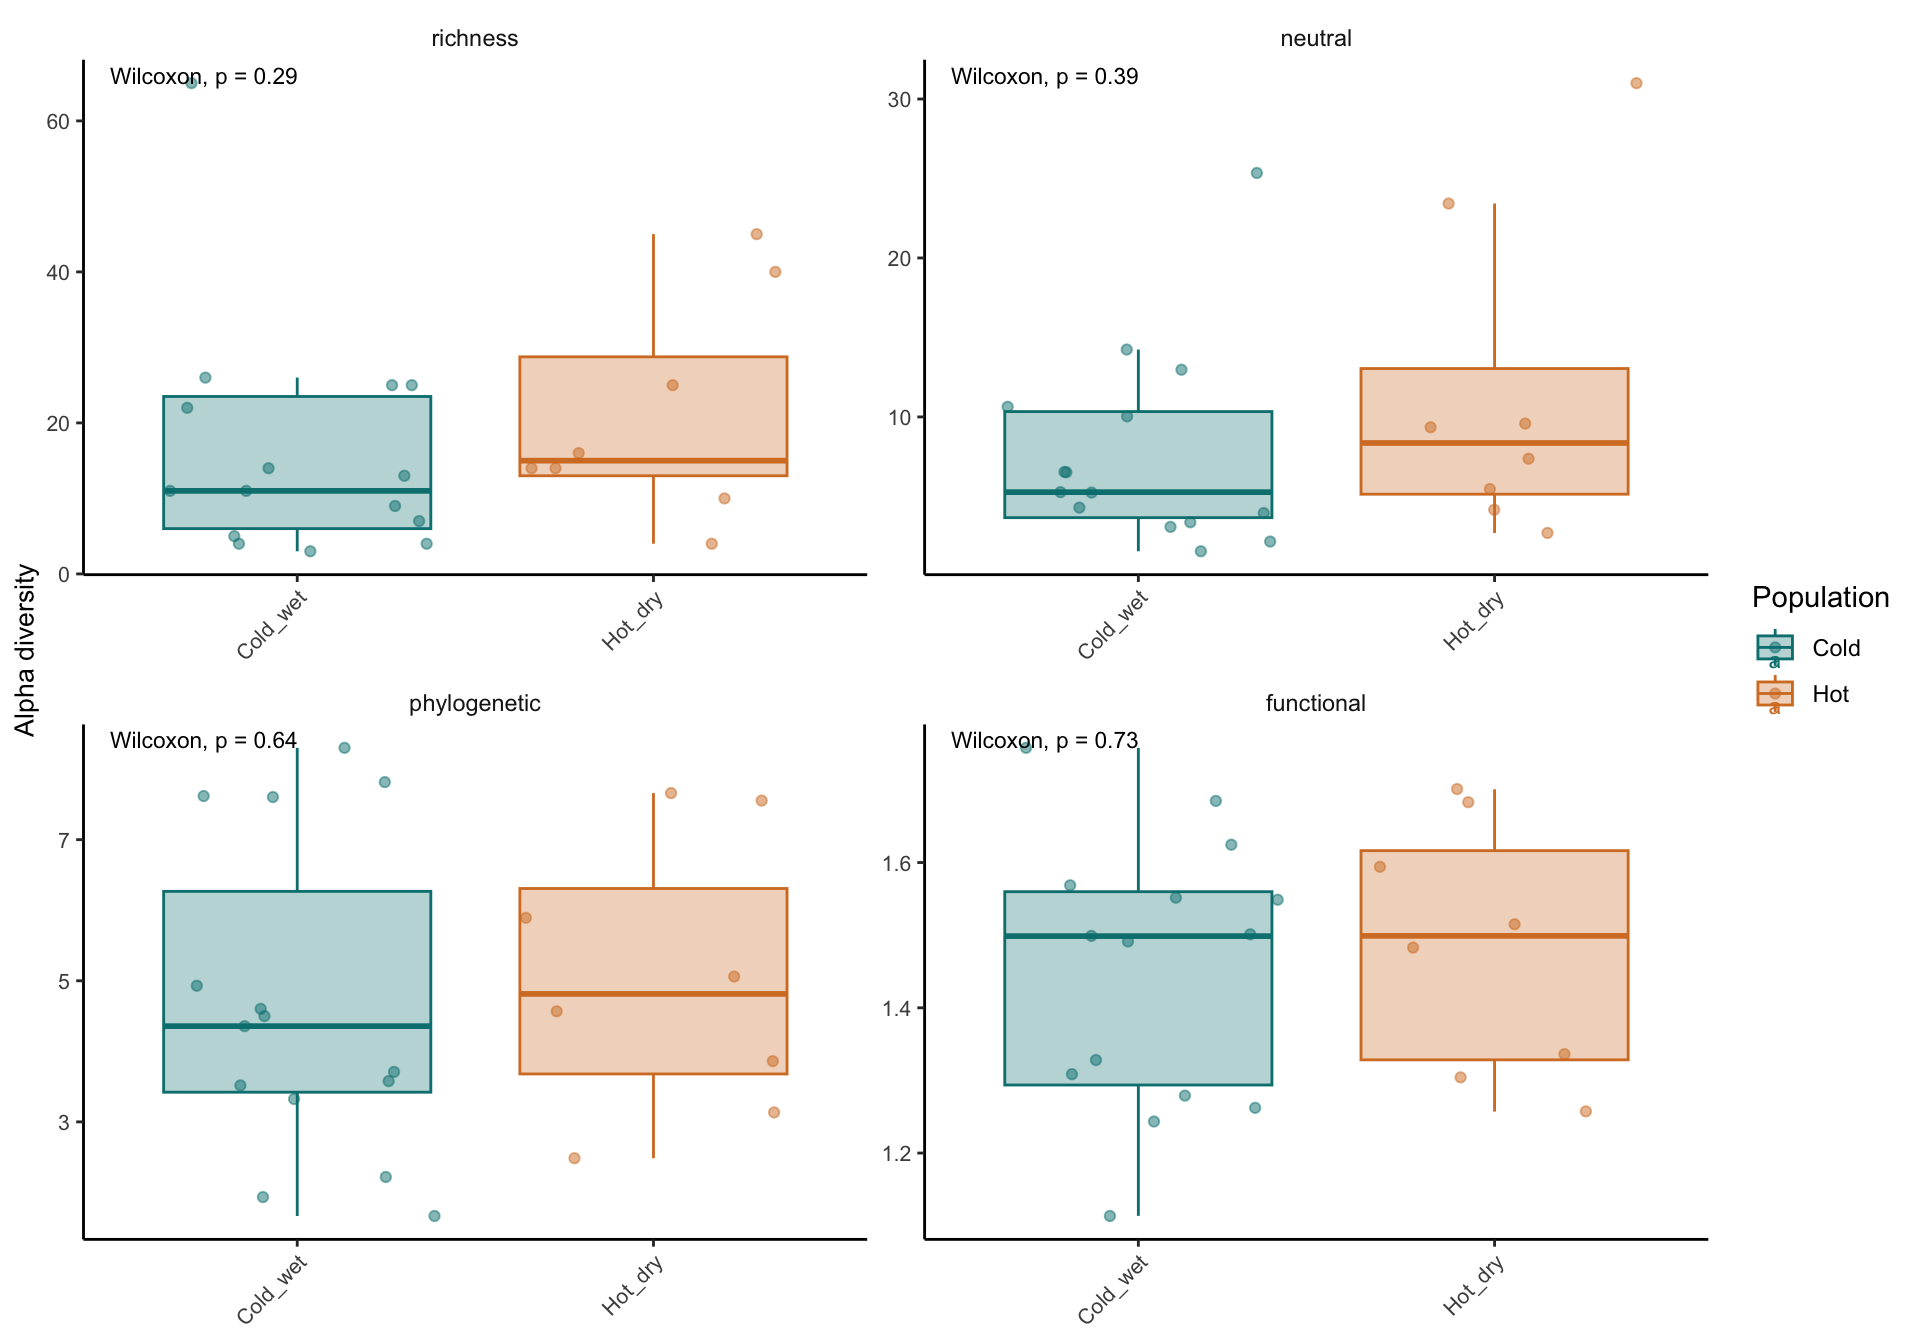 richness
Wilcoxon, p = 0.29
60
40
20
0
Cold_wet
Hot_dry
neutral
Wilcoxon, p = 0.39
30
20
10
Cold_wet
Hot_dry
Alpha diversity
phylogenetic
Wilcoxon, p = 0.64
7
5
3
Cold_wet
Hot_dry
functional
Wilcoxon, p = 0.73
1.6
1.4
1.2
Cold_wet
Hot_dry
Population
a Cold
a Hot